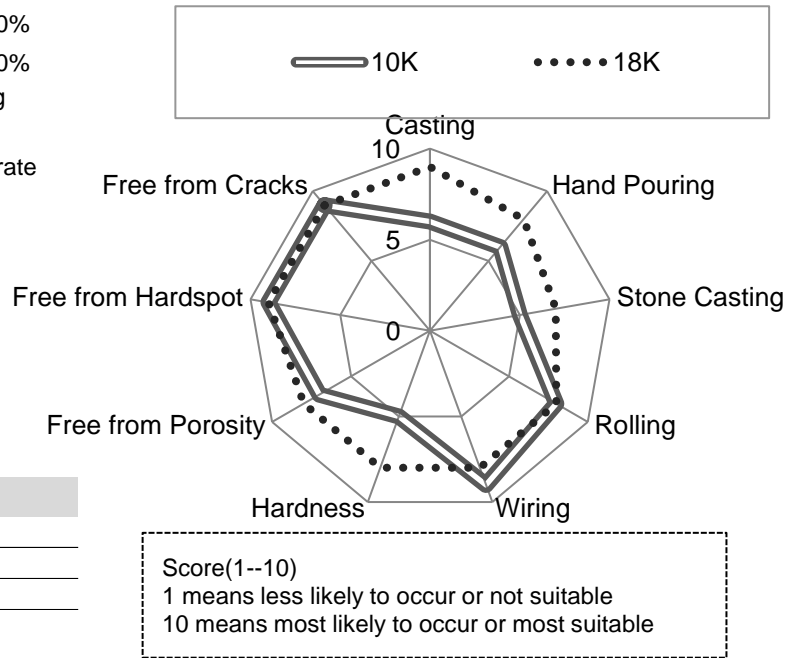 0%
0%
g
rate
10K
18K
Casting
10
Free from Cracks
Hand Pouring
5
Free from Hardspot
Stone Casting
0
Free from Porosity
Rolling
Hardness
Wiring
Score(1--10)
1 means less likely to occur or not suitable
10 means most likely to occur or most suitable